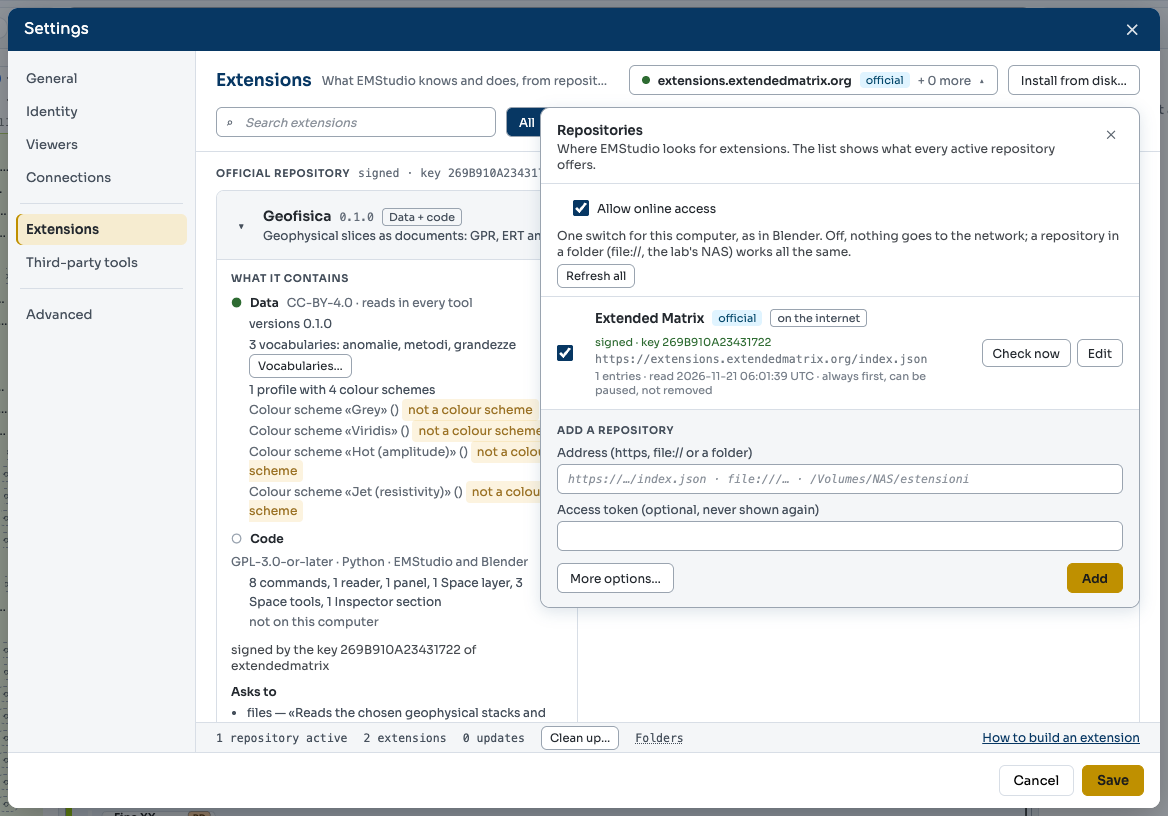 Settings
General
Identity
Viewers
Connections
Extensions
Third-party tools
Advanced
Extensions What EMStudio knows and does, from reposit...
extensions.extendedmatrix.org official + 0 more
Install from disk...
Search extensions
All
OFFICIAL REPOSITORY signed · key 269B910A23431
Geofisica 0.1.0 Data + code
Geophysical slices as documents: GPR, ERT an
WHAT IT CONTAINS
Data CC-BY-4.0 · reads in every tool
versions 0.1.0
3 vocabularies: anomalie, metodi, grandezze
Vocabularies...
1 profile with 4 colour schemes
Colour scheme «Grey» () not a colour scheme
Colour scheme «Viridis» () not a colour scheme
Colour scheme «Hot (amplitude)» () not a colou
scheme
Colour scheme «Jet (resistivity)» () not a colou
scheme
Code
GPL-3.0-or-later · Python · EMStudio and Blender
8 commands, 1 reader, 1 panel, 1 Space layer, 3
Space tools, 1 Inspector section
not on this computer
signed by the key 269B910A23431722 of
extendedmatrix
Asks to
• files — «Reads the chosen geophysical stacks and
Repositories
Where EMStudio looks for extensions. The list shows what every active repository
offers.
Allow online access
One switch for this computer, as in Blender. Off, nothing goes to the network; a repository in
a folder (file://, the lab's NAS) works all the same.
Refresh all
Extended Matrix official on the internet
signed · key 269B910A23431722
https://extensions.extendedmatrix.org/index.json
1 entries · read 2026-11-21 06:01:39 UTC · always first, can be
paused, not removed
Check now
Edit
ADD A REPOSITORY
Address (https, file:// or a folder)
https://…/index.json · file:///… · /Volumes/NAS/estensioni
Access token (optional, never shown again)
More options...
Add
1 repository active 2 extensions 0 updates Clean up... Folders
How to build an extension
Cancel
Save